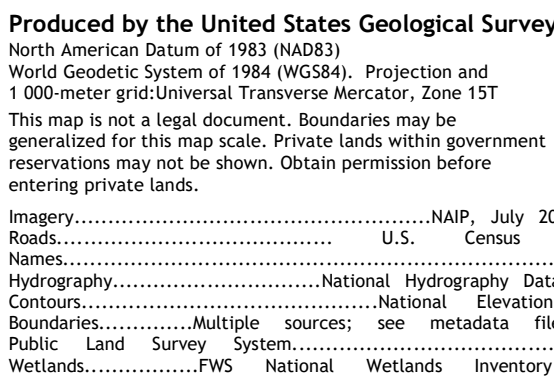 Produced by the United States Geological Survey
North American Datum of 1983 (NAD83)
World Geodetic System of 1984 (WGS84). Projection and
1 000-meter grid:Universal Transverse Mercator, Zone 15T
This map is not a legal document. Boundaries may be
generalized for this map scale. Private lands within government
reservations may not be shown. Obtain permission before
entering private lands.
Imagery..................................................NAIP, July 20
Roads....................................... U.S. Census
Names......................................................................
Hydrography.............................National Hydrography Data
Contours..........................................National Elevation
Boundaries..............Multiple sources; see metadata file
Public Land Survey System.....................................
Wetlands................FWS National Wetlands Inventory